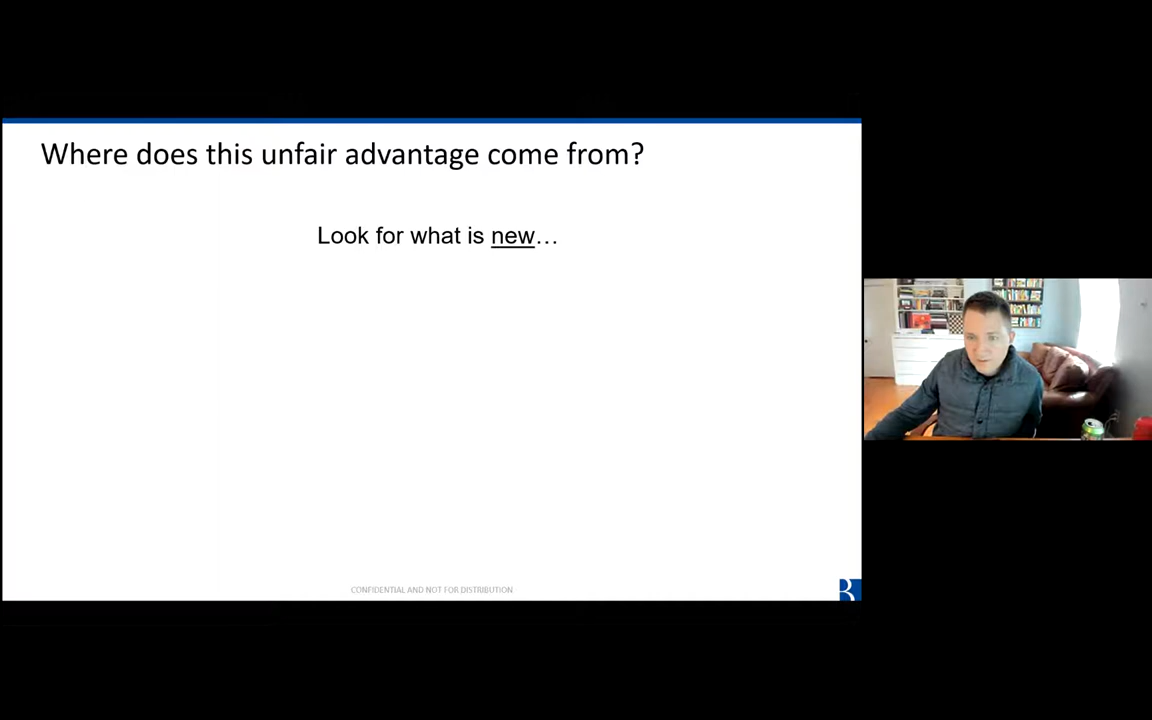 Where does this unfair advantage come from?
Look for what is new…
CONFIDENTIAL AND NOT FOR DISTRIBUTION